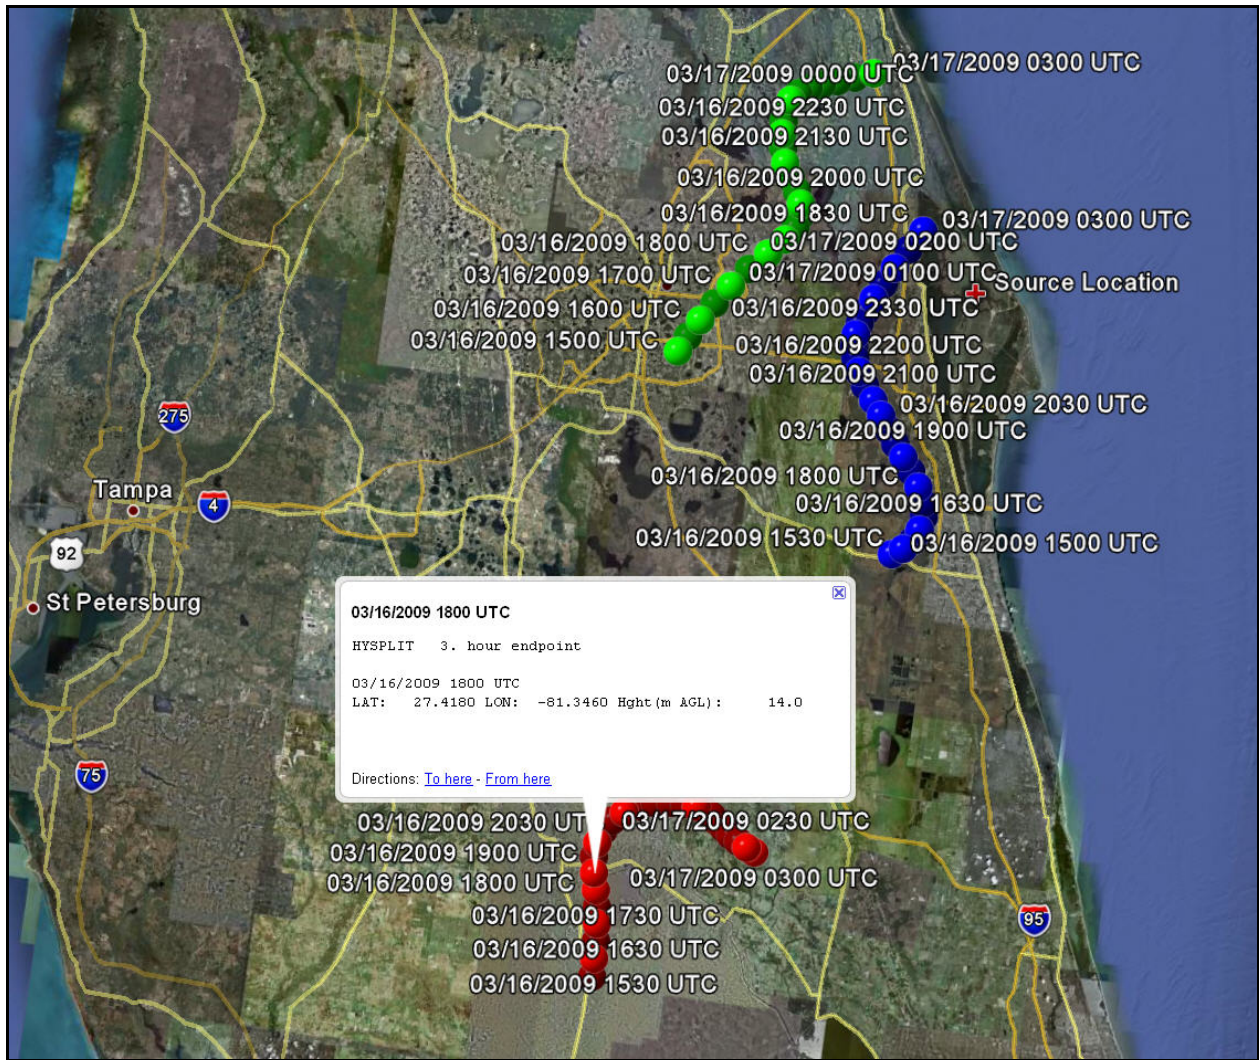 03/17/2009 0300 UTC
03/17/2009 0000 UTC
03/16/2009 2230 UTC
03/16/2009 2130 UTC
03/16/2009 2000 UTC
03/16/2009 1830 UTC
03/17/2009 0300 UTC
03/16/2009 1800 UTC
03/17/2009 0200 UTC
03/16/2009 1700 UTC
03/17/2009 0100 UTC
Source Location
03/16/2009 1600 UTC
03/16/2009 2330 UTC
03/16/2009 1500 UTC
03/16/2009 2200 UTC
03/16/2009 2100 UTC
03/16/2009 2030 UTC
275
03/16/2009 1900 UTC
03/16/2009 1800 UTC
Tampa
4
03/16/2009 1630 UTC
03/16/2009 1530 UTC
03/16/2009 1500 UTC
92
St Petersburg
03/16/2009 1800 UTC
HYSPLIT 3. hour endpoint
03/16/2009 1800 UTC
LAT: 27.4180 LON: -81.3460 Hght(m AGL): 14.0
Directions: To here - From here
75
03/16/2009 2030 UT
03/17/2009 0230 UTC
03/16/2009 1900 UTC
03/16/2009 1800 UTC
03/17/2009 0300 UTC
03/16/2009 1730 UTC
95
03/16/2009 1630 UTC
03/16/2009 1530 UTC